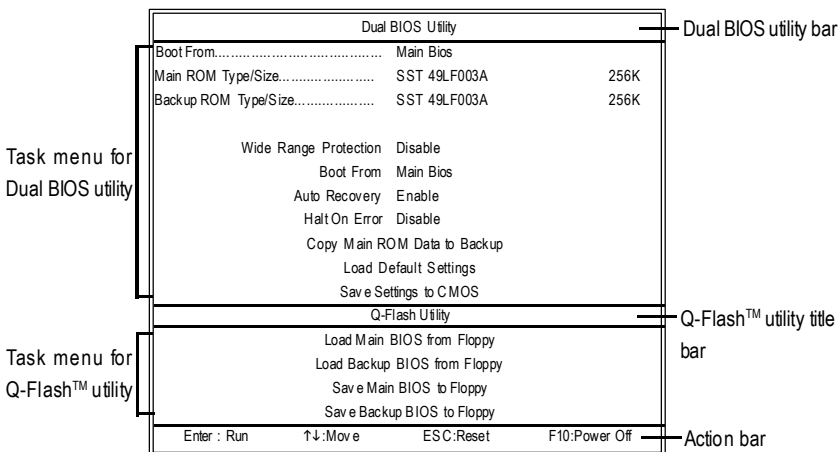 Dual BIOS Utility
Dual BIOS utility bar
Boot From..................................... Main Bios
Main ROM Type/Size..................... SST 49LF003A 256K
Backup ROM Type/Size.................. SST 49LF003A 256K
Wide Range Protection Disable
Boot From Main Bios
Auto Recovery Enable
Halt On Error Disable
Copy Main ROM Data to Backup
Load Default Settings
Save Settings to CMOS
Task menu for
Dual BIOS utility
Q-Flash Utility
Q-Flash™ utility title
bar
Load Main BIOS from Floppy
Load Backup BIOS from Floppy
Save Main BIOS to Floppy
Save Backup BIOS to Floppy
Task menu for
Q-Flash™ utility
Enter : Run ↑↓:Move ESC:Reset F10:Power Off
Action bar